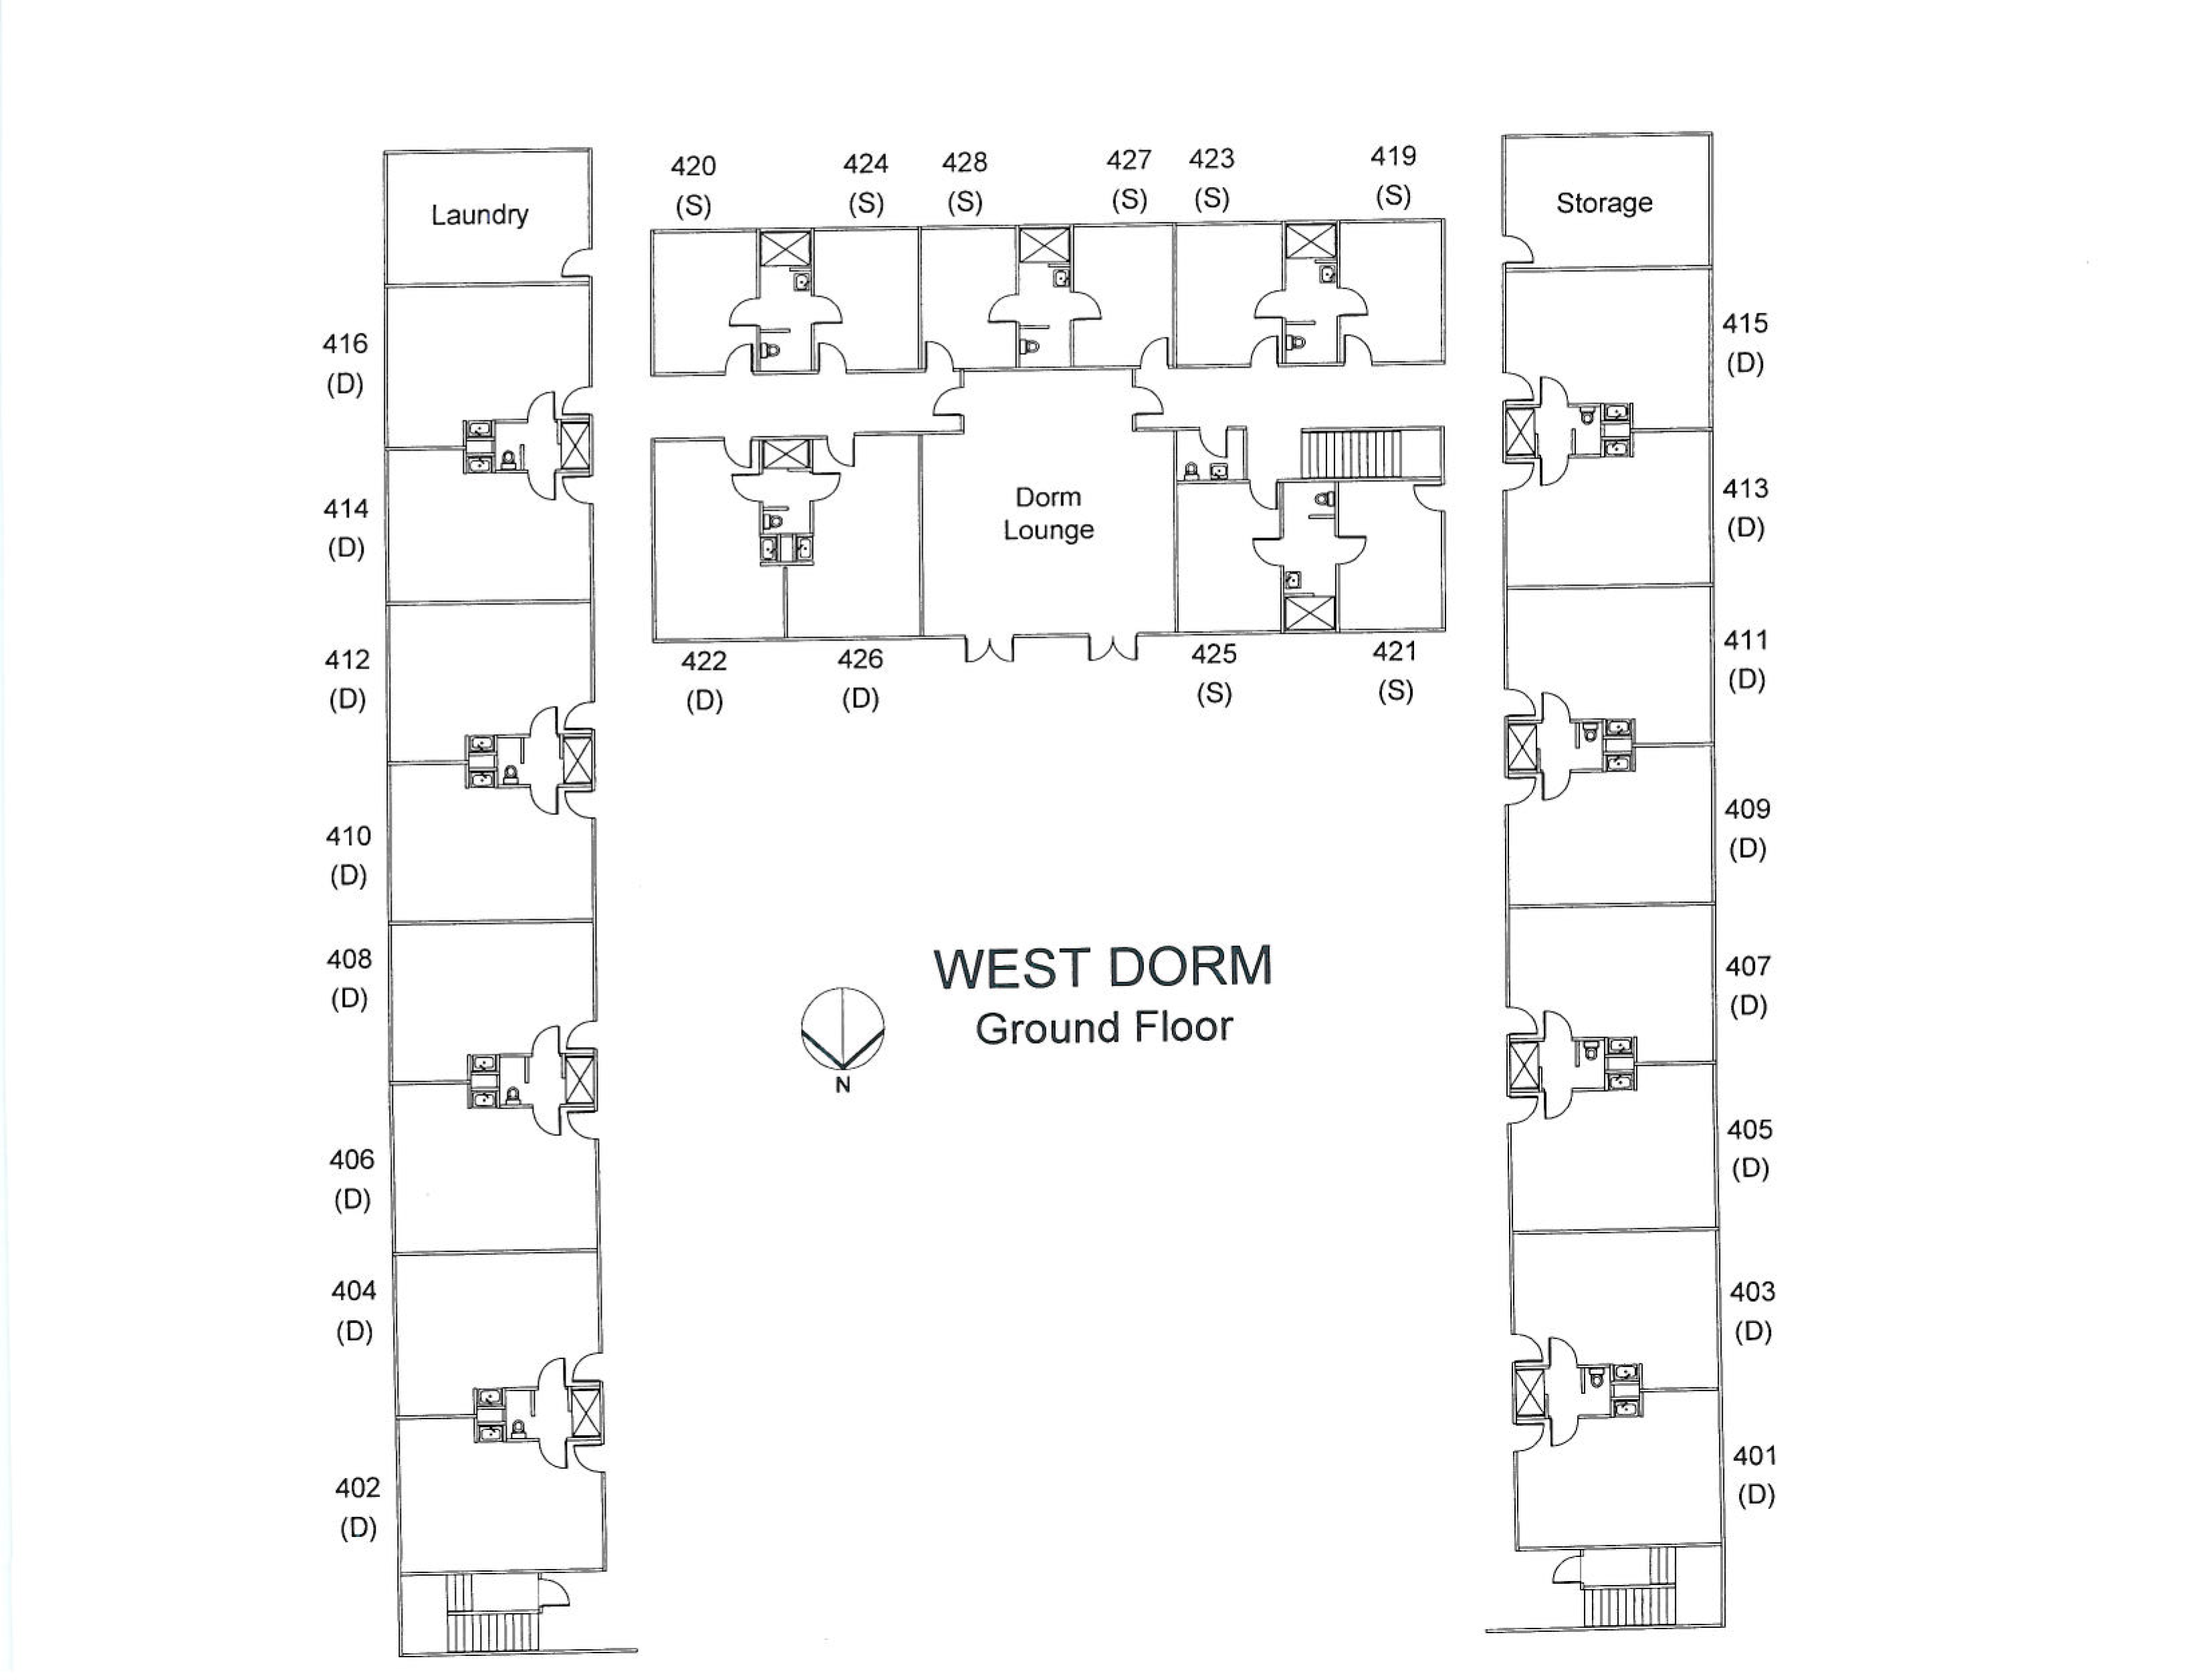 420
(S)
424
(S)
428
(S)
427
(S)
423
(S)
419
(S)
Laundry
Storage
416
(D)
414
(D)
412
(D)
410
(D)
408
(D)
406
(D)
404
(D)
402
(D)
Dorm
Lounge
422
(D)
426
(D)
425
(S)
421
(S)
WEST DORM
Ground Floor
N
415
(D)
413
(D)
411
(D)
409
(D)
407
(D)
405
(D)
403
(D)
401
(D)